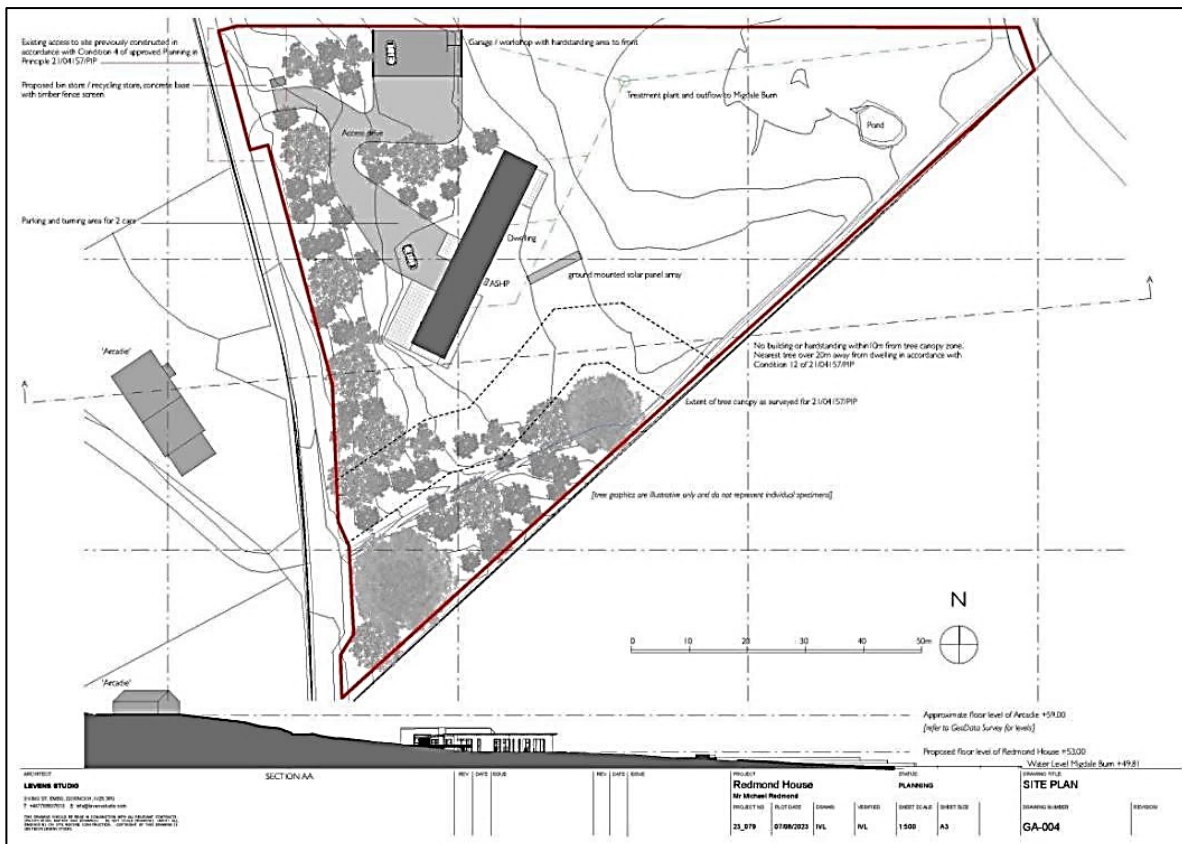 Existing access to site previously constructed in
accordance with Condition 4 of approved Planning in
Principle 21/04157/PIP
Proposed bin store / recycling store, concrete base
with timber fence screen
Garage / workshop with hardstanding area to front
Treatment plant and outflow to Migdale Burn
Pond
Access drive
Parking and turning area for 2 cars
Dwelling
ASHP
ground mounted solar panel array
A
A
'Arcadie'
No building or hardstanding within 10m from tree canopy zone.
Nearest tree over 20m away from dwelling in accordance with
Condition 12 of 21/04157/PIP
Extent of tree canopy as surveyed for 21/04157/PIP
[tree graphics are illustrative only and do not represent individual specimens]
N
0 10 20 30 40 50m
'Arcadie'
Approximate floor level of Arcadie +59.00
[refer to GeoData Survey for levels]
Proposed floor level of Redmond House +53.00
Water Level Migdale Burn +49.81
SECTION AA
ARCHITECT
LEVENS STUDIO
REV DATE ISSUE
REV DATE ISSUE
PROJECT
Redmond House
Mr Michael Redmond
STATUS
PLANNING
DRAWING TITLE
SITE PLAN
PROJECT NO PLOT DATE DRAWN VERIFIED SHEET SCALE SHEET SIZE
DRAWING NUMBER REVISION
23_079 07/08/2023 IVL IVL 1:500 A3
GA-004